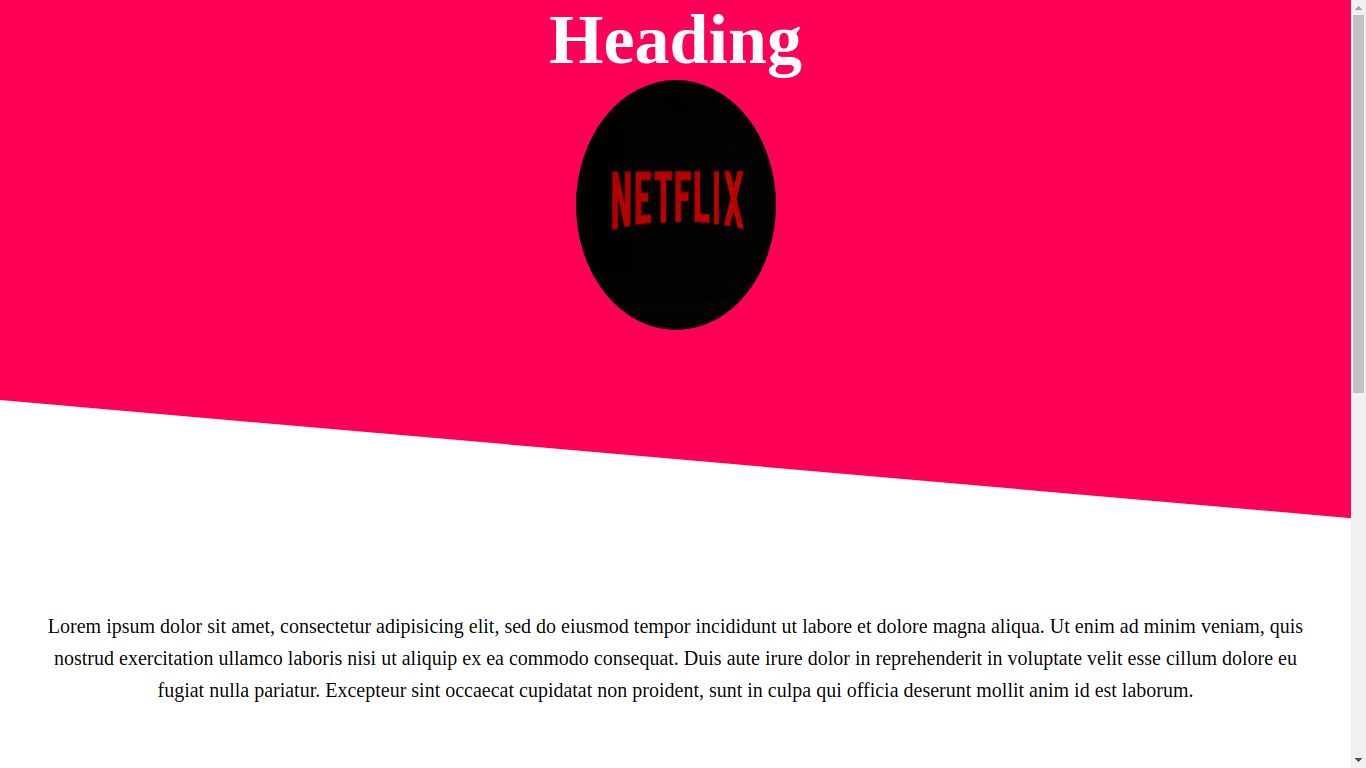 Heading
NETFLIX
Lorem ipsum dolor sit amet, consectetur adipisicing elit, sed do eiusmod tempor incididunt ut labore et dolore magna aliqua. Ut enim ad minim veniam, quis
nostrud exercitation ullamco laboris nisi ut aliquip ex ea commodo consequat. Duis aute irure dolor in reprehenderit in voluptate velit esse cillum dolore eu
fugiat nulla pariatur. Excepteur sint occaecat cupidatat non proident, sunt in culpa qui officia deserunt mollit anim id est laborum.